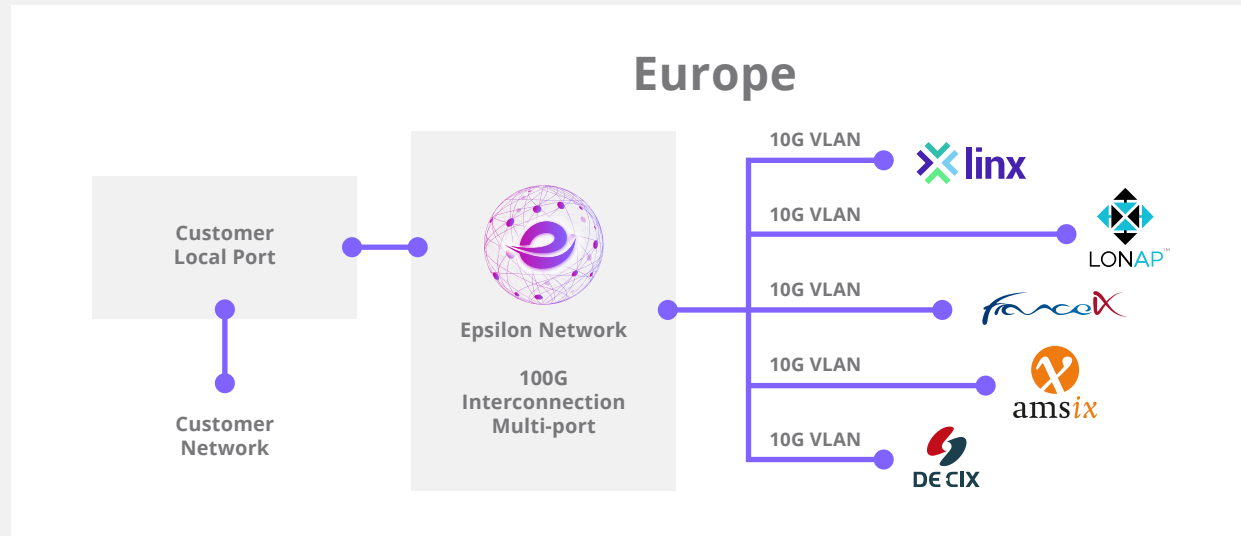 Europe
Customer
Local Port
Customer
Network
Epsilon Network
100G
Interconnection
Multi-port
10G VLAN
linx
10G VLAN
LONAP™
10G VLAN
franceIX
10G VLAN
amsix
10G VLAN
DE CIX